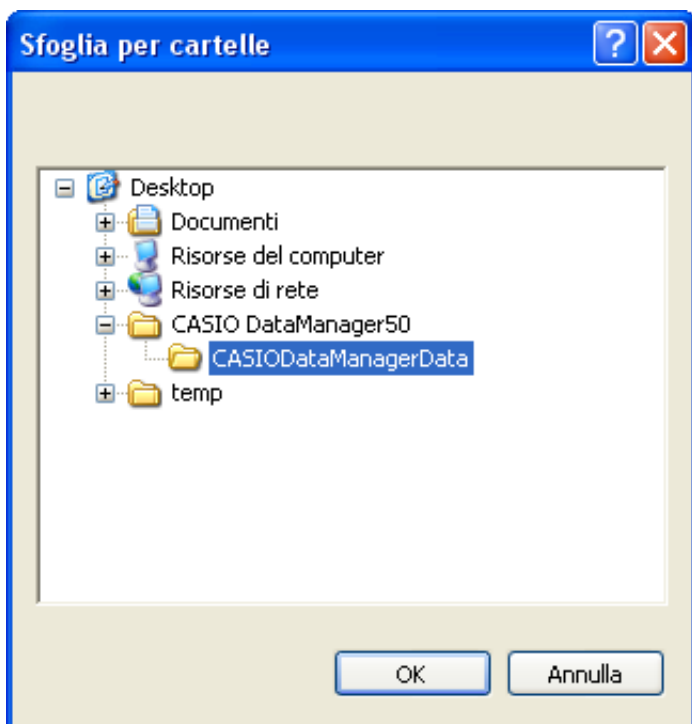 Sfoglia per cartelle
Desktop
Documenti
Risorse del computer
Risorse di rete
CASIO DataManager50
CASIODataManagerData
temp
OK Annulla